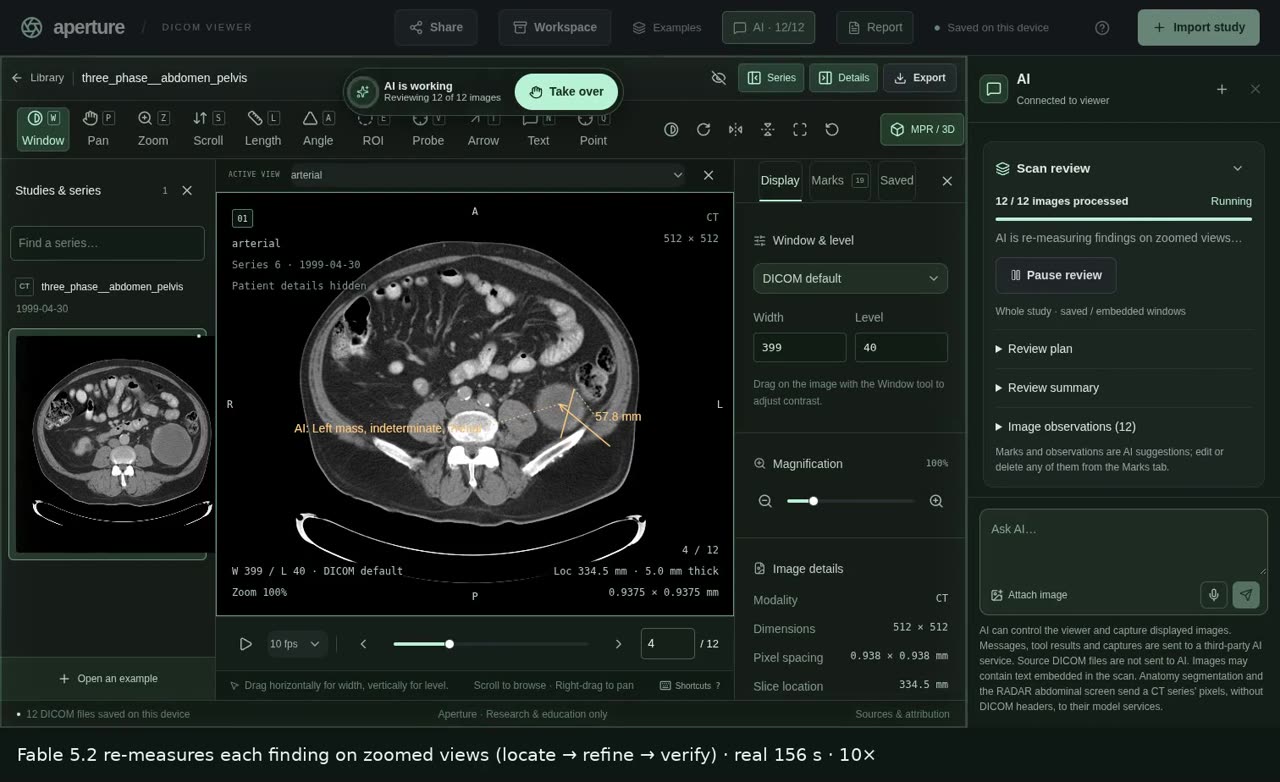 aperture / DICOM VIEWER
Share
Workspace
Examples
AI · 12/12
Report
Saved on this device
Import study
Library
three_phase__abdomen_pelvis
AI is working
Reviewing 12 of 12 images
Take over
Series
Details
Export
W P Z S L A E V T N Q
Window Pan Zoom Scroll Length Angle ROI Probe Arrow Text Point
MPR / 3D
Studies & series 1
Find a series…
CT three_phase__abdomen_pelvis
1999-04-30
Open an example
ACTIVE VIEW arterial
01
A
CT
512 × 512
arterial
Series 6 · 1999-04-30
Patient details hidden
R
L
57.8 mm
AI: Left mass, indeterminate,
4 / 12
W 399 / L 40 · DICOM default
Loc 334.5 mm · 5.0 mm thick
Zoom 100%
P
0.9375 × 0.9375 mm
10 fps
4 / 12
Drag horizontally for width, vertically for level.
Scroll to browse · Right-drag to pan
Shortcuts ?
Display
Marks 19
Saved
Window & level
DICOM default
Width
Level
399
40
Drag on the image with the Window tool to
adjust contrast.
Magnification 100%
Image details
Modality CT
Dimensions 512 × 512
Pixel spacing 0.938 × 0.938 mm
Slice location 334.5 mm
12 DICOM files saved on this device
Aperture · Research & education only
Sources & attribution
AI
Connected to viewer
Scan review
12 / 12 images processed Running
AI is re-measuring findings on zoomed views…
Pause review
Whole study · saved / embedded windows
Review plan
Review summary
Image observations (12)
Marks and observations are AI suggestions; edit or
delete any of them from the Marks tab.
Ask AI…
Attach image
AI can control the viewer and capture displayed images.
Messages, tool results and captures are sent to a third-party AI
service. Source DICOM files are not sent to AI. Images may
contain text embedded in the scan. Anatomy segmentation and
the RADAR abdominal screen send a CT series' pixels, without
DICOM headers, to their model services.
Fable 5.2 re-measures each finding on zoomed views (locate → refine → verify) · real 156 s · 10×